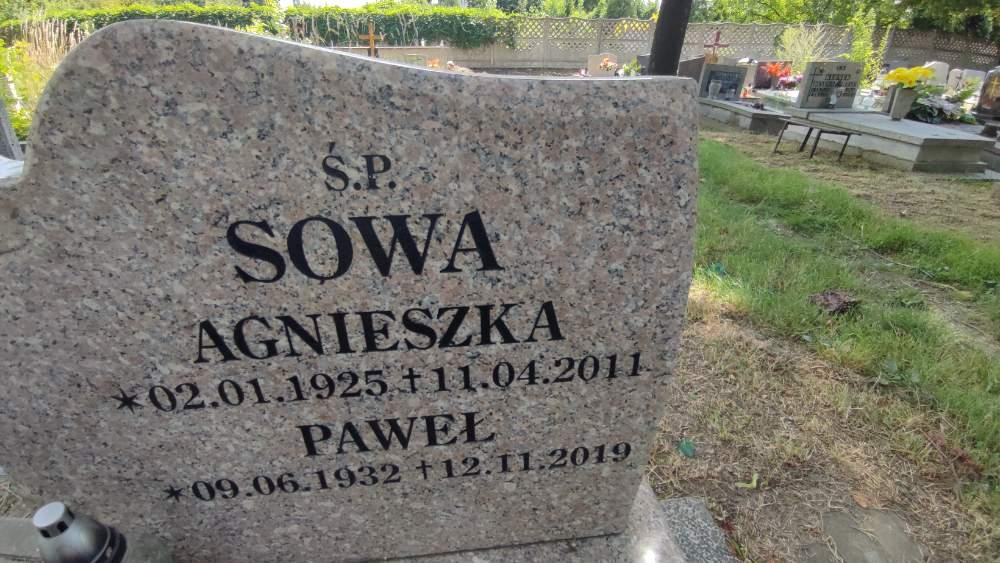 Ś.P.
SOWA
AGNIESZKA
✶02.01.1925 ✝11.04.2011
PAWEŁ
✶09.06.1932 ✝12.11.2019